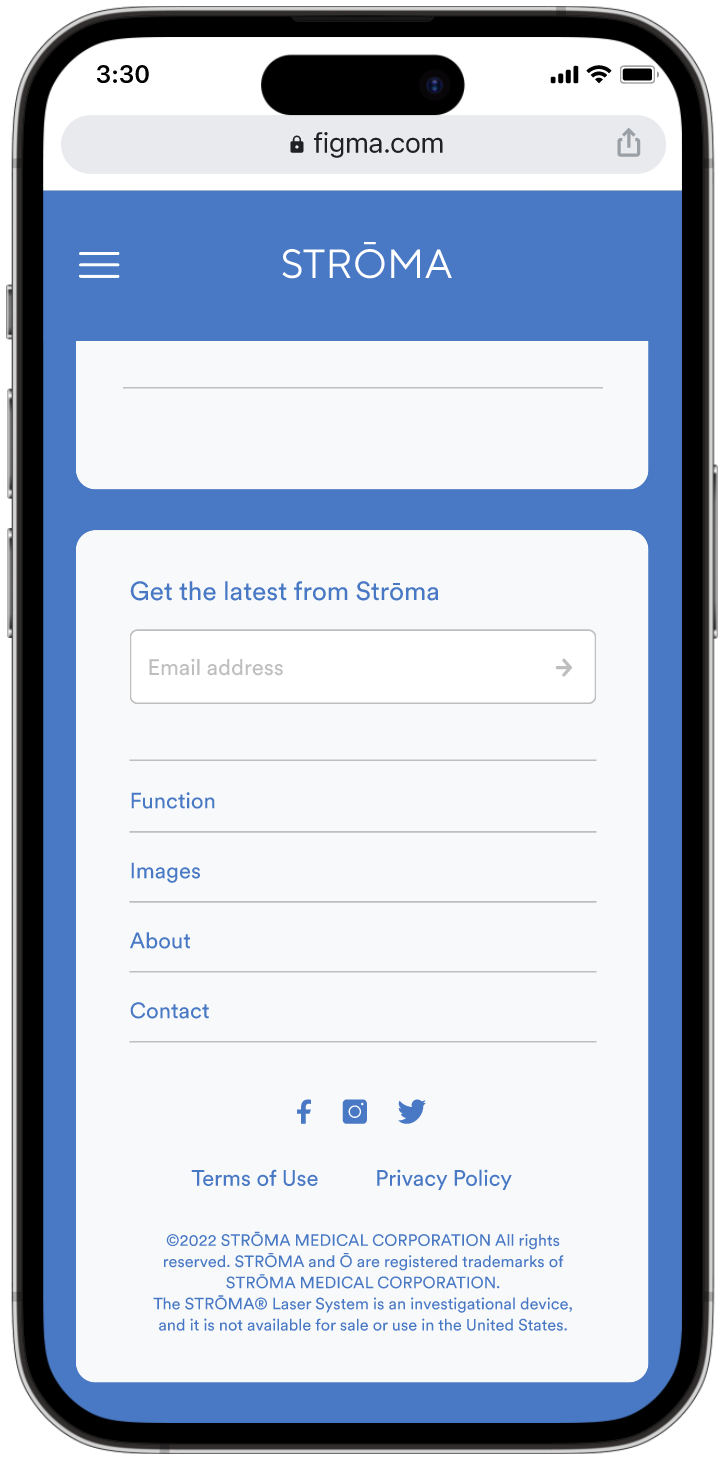 3:30
figma.com
STRŌMA
Get the latest from Strōma
Email address
Function
Images
About
Contact
Terms of Use
Privacy Policy
©2022 STRŌMA MEDICAL CORPORATION All rights
reserved. STRŌMA and Ō are registered trademarks of
STRŌMA MEDICAL CORPORATION.
The STRŌMA® Laser System is an investigational device,
and it is not available for sale or use in the United States.